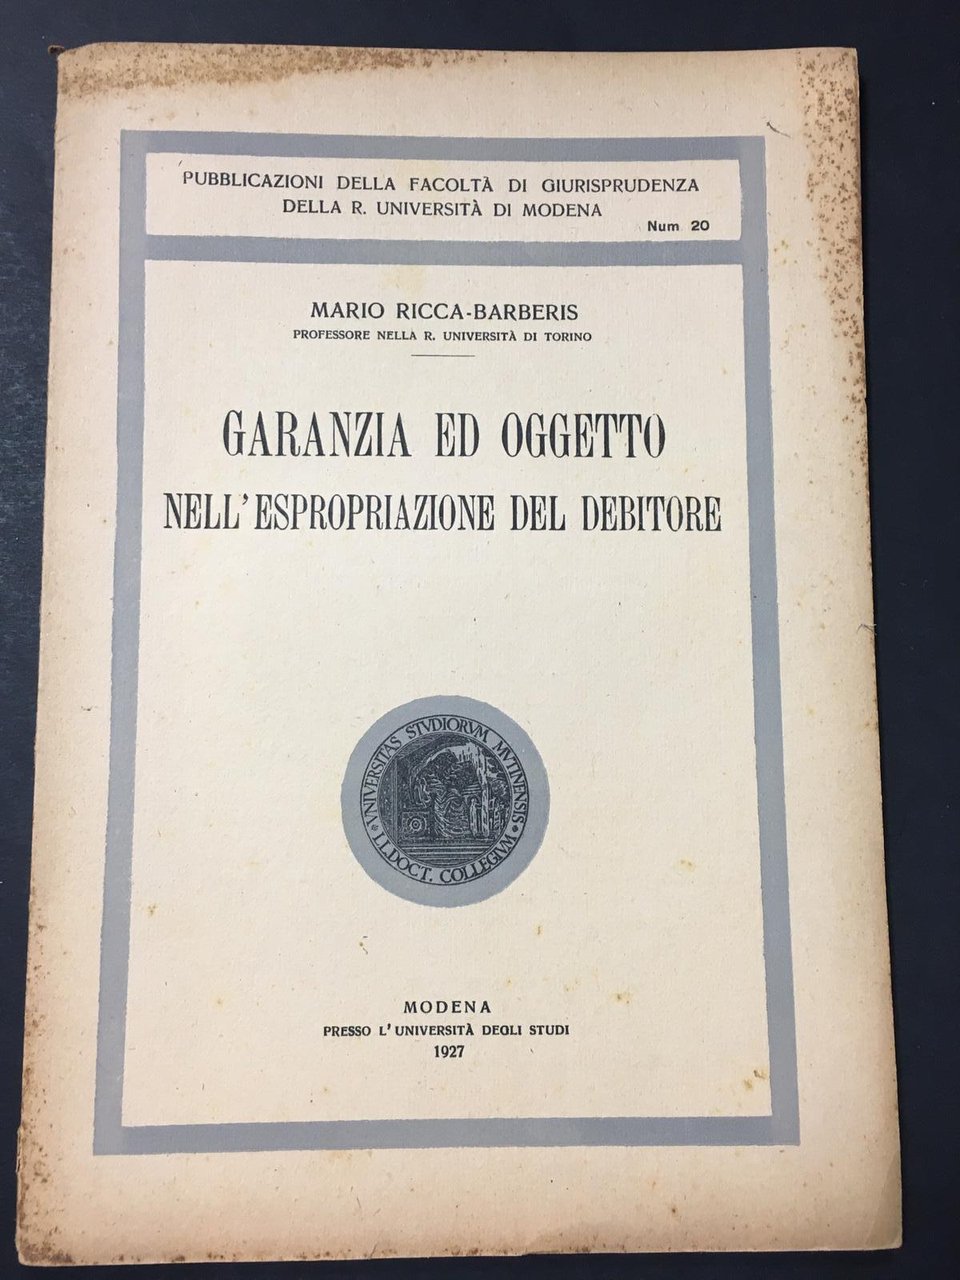 PUBBLICAZIONI DELLA FACOLTÀ DI GIURISPRUDENZA
DELLA R. UNIVERSITÀ DI MODENA
Num. 20
MARIO RICCA-BARBERIS
PROFESSORE NELLA R. UNIVERSITÀ DI TORINO
GARANZIA ED OGGETTO
NELL'ESPROPRIAZIONE DEL DEBITORE
VNIVERSITAS STVDIORVM MVTINENSIS
I.I.DOCT. COLLEGIVM
MODENA
PRESSO L'UNIVERSITÀ DEGLI STUDI
1927